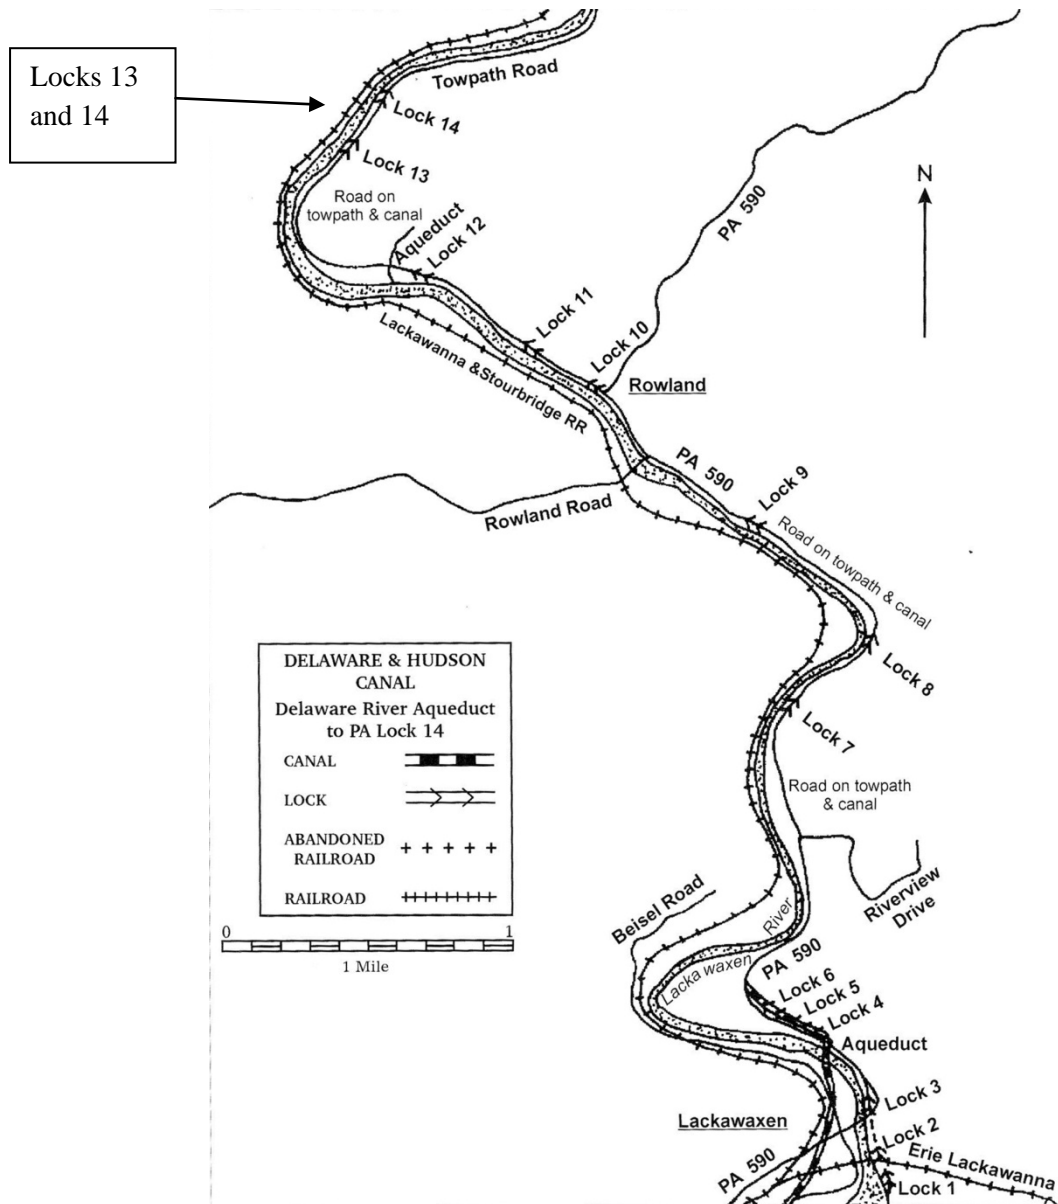 Locks 13
and 14
Towpath Road
Lock 14
Lock 13
Road on
towpath & canal
Aqueduct
Lock 12
PA 590
N
Lock 11
Lock 10
Lackawanna &Stourbridge RR
Rowland
PA 590
Lock 9
Rowland Road
Road on towpath & canal
Lock 8
DELAWARE & HUDSON
CANAL
Delaware River Aqueduct
to PA Lock 14
CANAL
LOCK
ABANDONED
RAILROAD
RAILROAD
0 1
1 Mile
Lock 7
Road on towpath
& canal
Riverview
Drive
Beisel Road
Lacka waxen River
PA 590
Lock 6
Lock 5
Lock 4
Aqueduct
Lock 3
Lackawaxen
Lock 2
PA 590
Erie Lackawanna
Lock 1